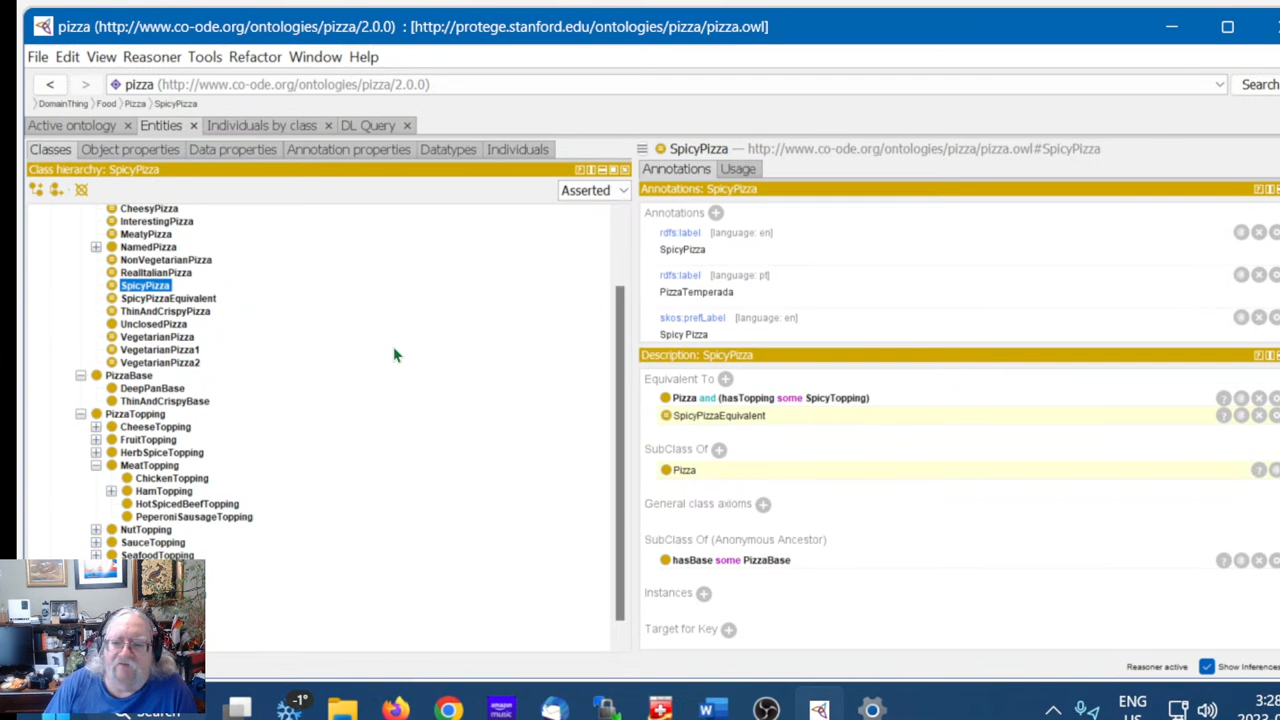 pizza (http://www.co-ode.org/ontologies/pizza/2.0.0) : [http://protege.stanford.edu/ontologies/pizza/pizza.owl]
File Edit View Reasoner Tools Refactor Window Help
< > pizza (http://www.co-ode.org/ontologies/pizza/2.0.0) Search
DomainThing Food Pizza SpicyPizza
Active ontology × Entities × Individuals by class × DL Query ×
Classes Object properties Data properties Annotation properties Datatypes Individuals
Class hierarchy: SpicyPizza
Asserted
CheesyPizza
InterestingPizza
MeatyPizza
NamedPizza
NonVegetarianPizza
RealItalianPizza
SpicyPizza
SpicyPizzaEquivalent
ThinAndCrispyPizza
UnclosedPizza
VegetarianPizza
VegetarianPizza1
VegetarianPizza2
PizzaBase
DeepPanBase
ThinAndCrispyBase
PizzaTopping
CheeseTopping
FruitTopping
HerbSpiceTopping
MeatTopping
ChickenTopping
HamTopping
HotSpicedBeefTopping
PeperoniSausageTopping
NutTopping
SauceTopping
SeafoodTopping
SpicyPizza — http://www.co-ode.org/ontologies/pizza/pizza.owl#SpicyPizza
Annotations Usage
Annotations: SpicyPizza
Annotations
rdfs:label [language: en]
SpicyPizza
rdfs:label [language: pt]
PizzaTemperada
skos:prefLabel [language: en]
Spicy Pizza
Description: SpicyPizza
Equivalent To
Pizza and (hasTopping some SpicyTopping)
SpicyPizzaEquivalent
SubClass Of
Pizza
General class axioms
SubClass Of (Anonymous Ancestor)
hasBase some PizzaBase
Instances
Target for Key
Reasoner active Show Inferences
Search
-1°
amazon music
ENG
3:28